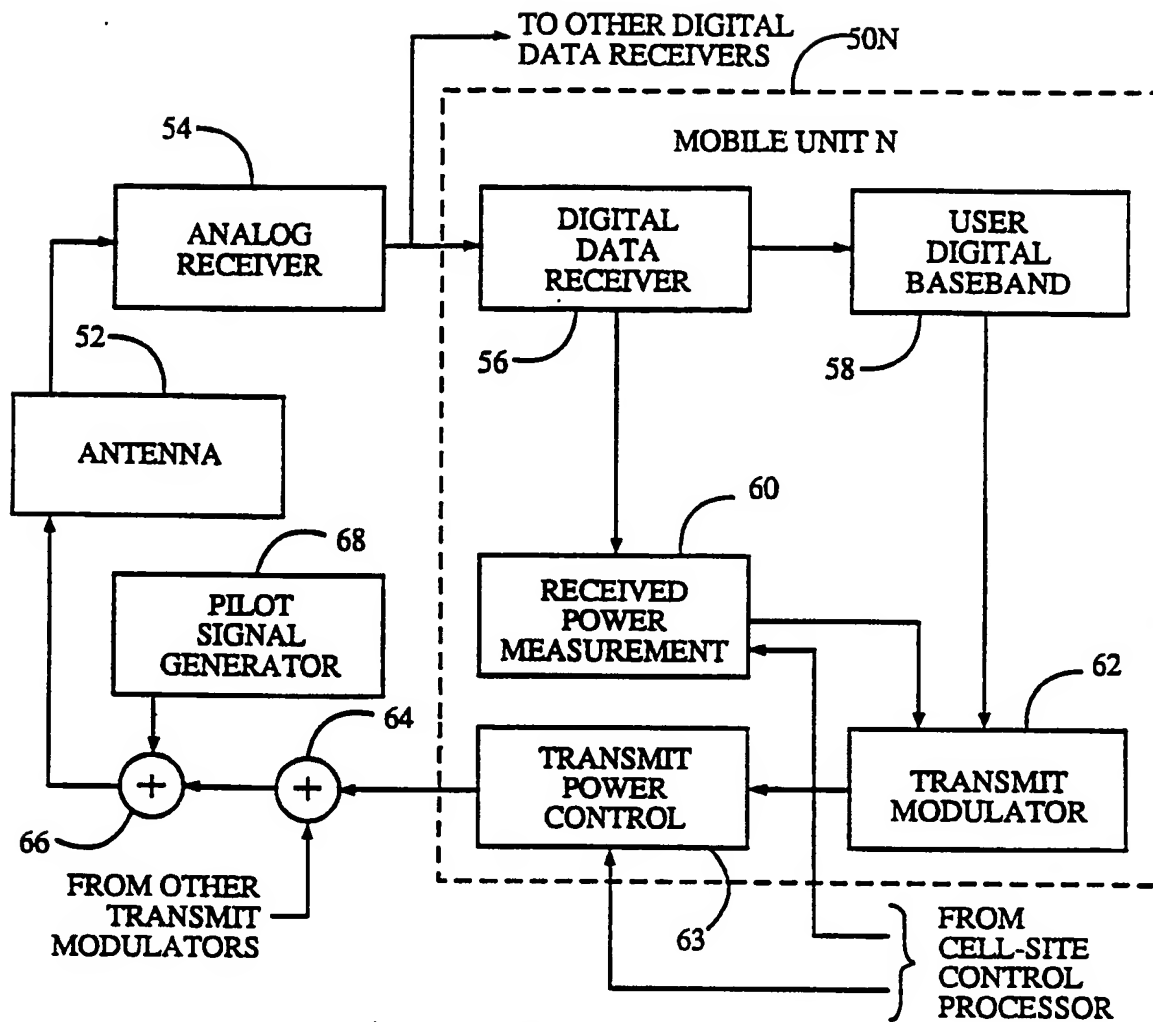 TO OTHER DIGITAL
DATA RECEIVERS
50N
54
MOBILE UNIT N
ANALOG
RECEIVER
DIGITAL
DATA
RECEIVER
USER
DIGITAL
BASEBAND
52
56
58
ANTENNA
60
68
PILOT
SIGNAL
GENERATOR
RECEIVED
POWER
MEASUREMENT
62
64
+
+
TRANSMIT
POWER
CONTROL
TRANSMIT
MODULATOR
66
FROM OTHER
TRANSMIT
MODULATORS
63
FROM
CELL-SITE
CONTROL
PROCESSOR